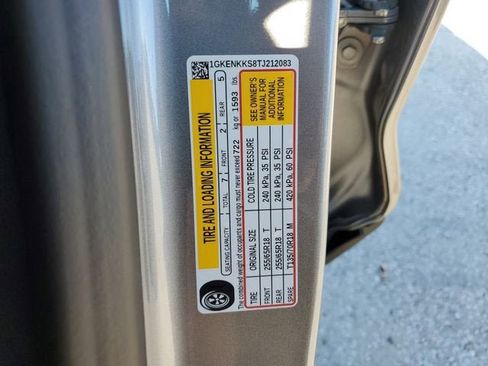 1GKENKKS8TJ212083
TIRE AND LOADING INFORMATION
SEATING CAPACITY TOTAL 7 FRONT 2 REAR 5
The combined weight of occupants and cargo must never exceed 722 kg or 1593 lbs.
TIRE ORIGINAL SIZE COLD TIRE PRESSURE
FRONT 255/65R18 T 240 kPa, 35 PSI
REAR 255/65R18 T 240 kPa, 35 PSI
SPARE T135/70R18 M 420 kPa, 60 PSI
SEE OWNER'S
MANUAL FOR
ADDITIONAL
INFORMATION